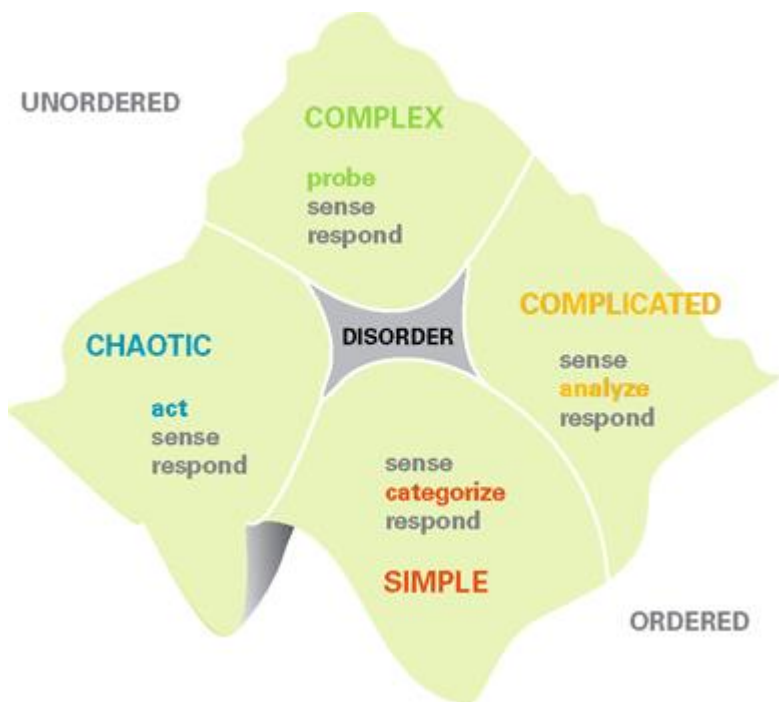 UNORDERED
COMPLEX
probe
sense
respond
COMPLICATED
sense
analyze
respond
DISORDER
CHAOTIC
act
sense
respond
sense
categorize
respond
SIMPLE
ORDERED